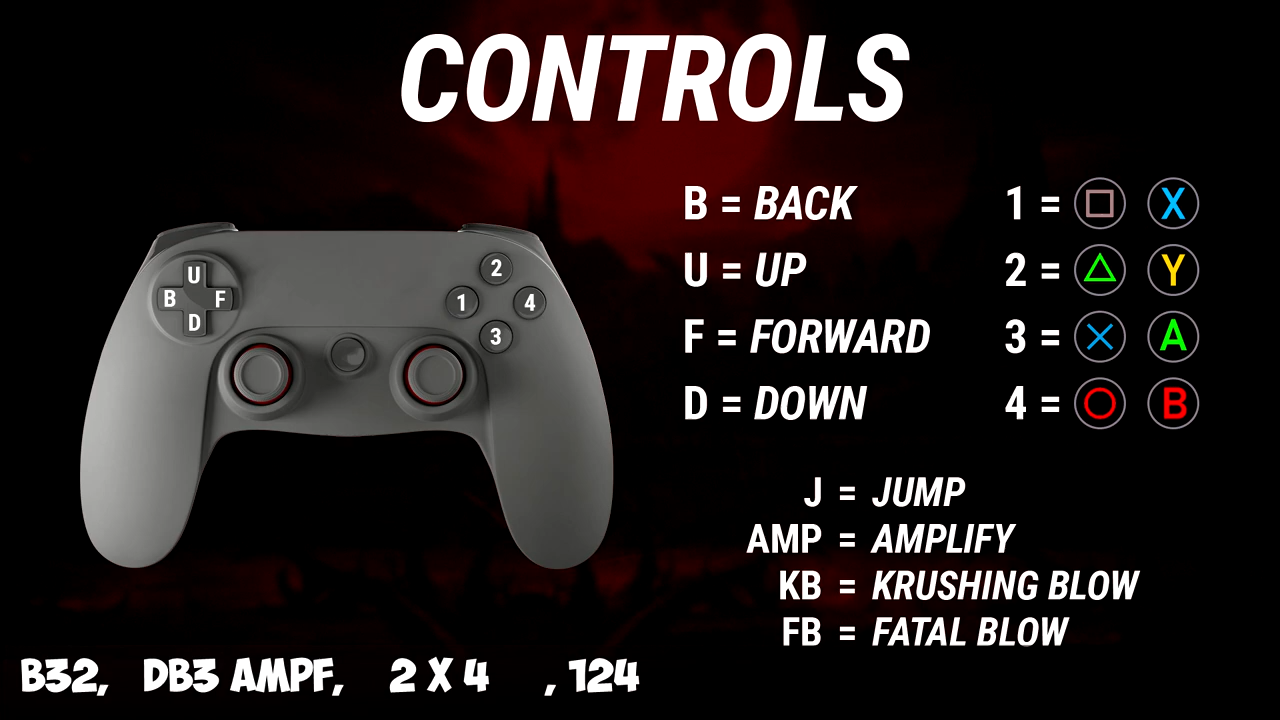 CONTROLS
B = BACK
U = UP
F = FORWARD
D = DOWN
1 = X
2 = Y
3 = A
4 = B
U
B F
D
2
1 4
3
J = JUMP
AMP = AMPLIFY
KB = KRUSHING BLOW
FB = FATAL BLOW
B32, DB3 AMPF, 2 X 4 , 124